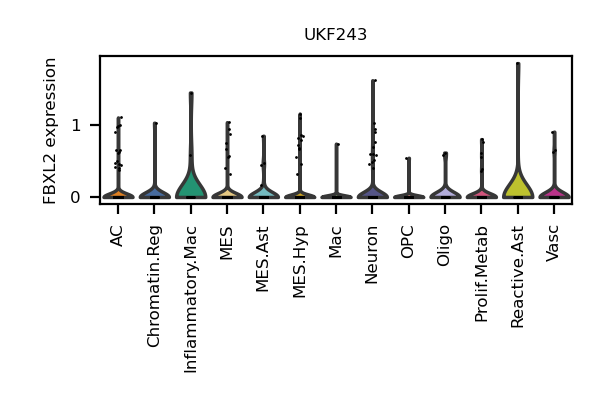 UKF243
FBXL2 expression
1
0
AC
Chromatin.Reg
Inflammatory.Mac
MES
MES.Ast
MES.Hyp
Mac
Neuron
OPC
Oligo
Prolif.Metab
Reactive.Ast
Vasc